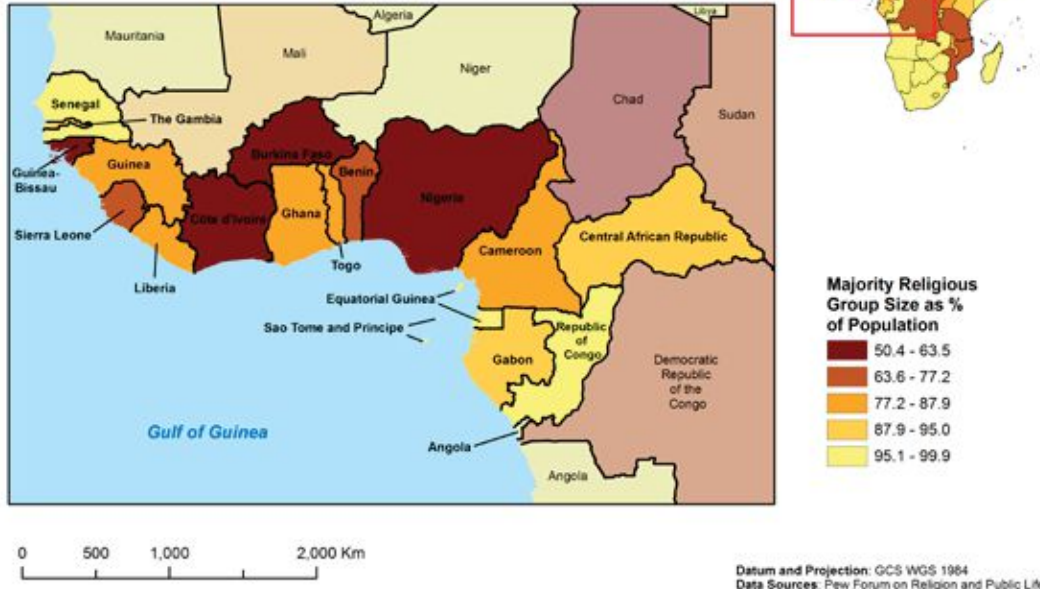 Algeria
Libya
Mauritania
Mali
Niger
Chad
Sudan
Senegal
The Gambia
Guinea-
Bissau
Guinea
Burkina Faso
Benin
Nigeria
Sierra Leone
Côte d'Ivoire
Ghana
Cameroon
Central African Republic
Togo
Liberia
Equatorial Guinea
Sao Tome and Principe
Republic
of
Congo
Gabon
Democratic
Republic
of the
Congo
Gulf of Guinea
Angola
Angola
Majority Religious
Group Size as %
of Population
50.4 - 63.5
63.6 - 77.2
77.2 - 87.9
87.9 - 95.0
95.1 - 99.9
0 500 1,000 2,000 Km
Datum and Projection: GCS WGS 1984
Data Sources: Pew Forum on Religion and Public Life